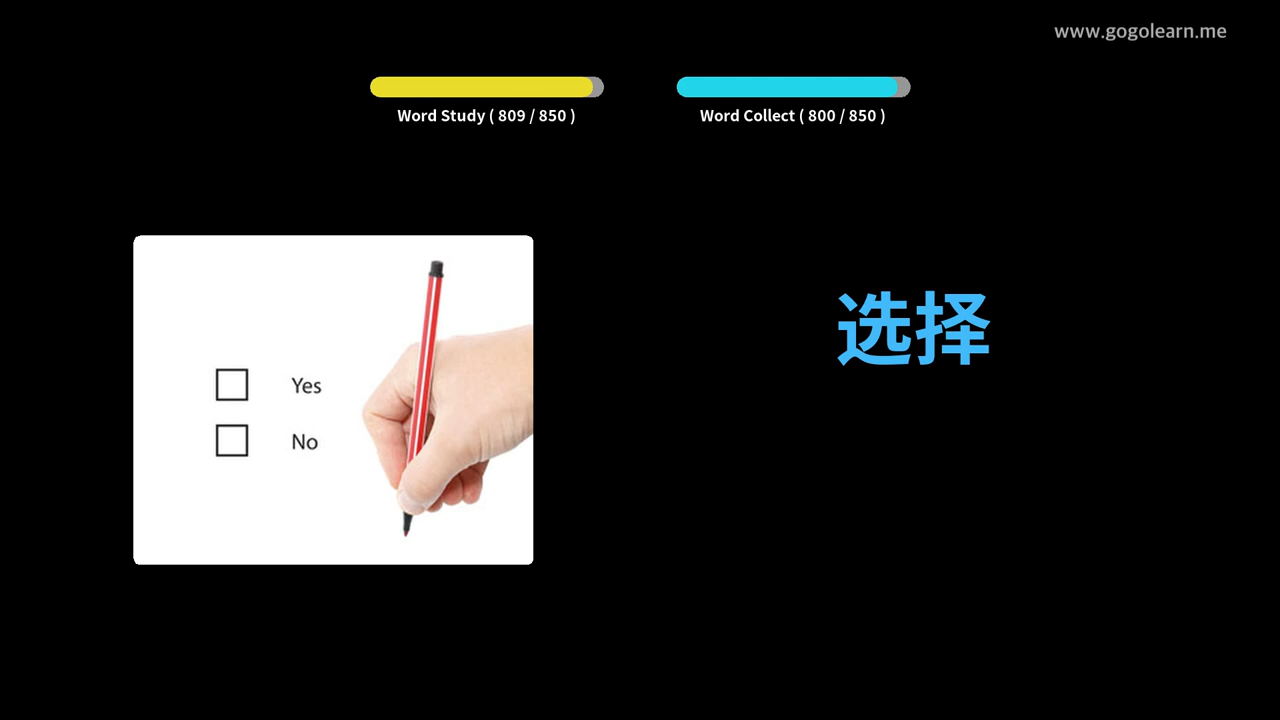 www.gogolearn.me
Word Study ( 809 / 850 )
Word Collect ( 800 / 850 )
选择
Yes
No